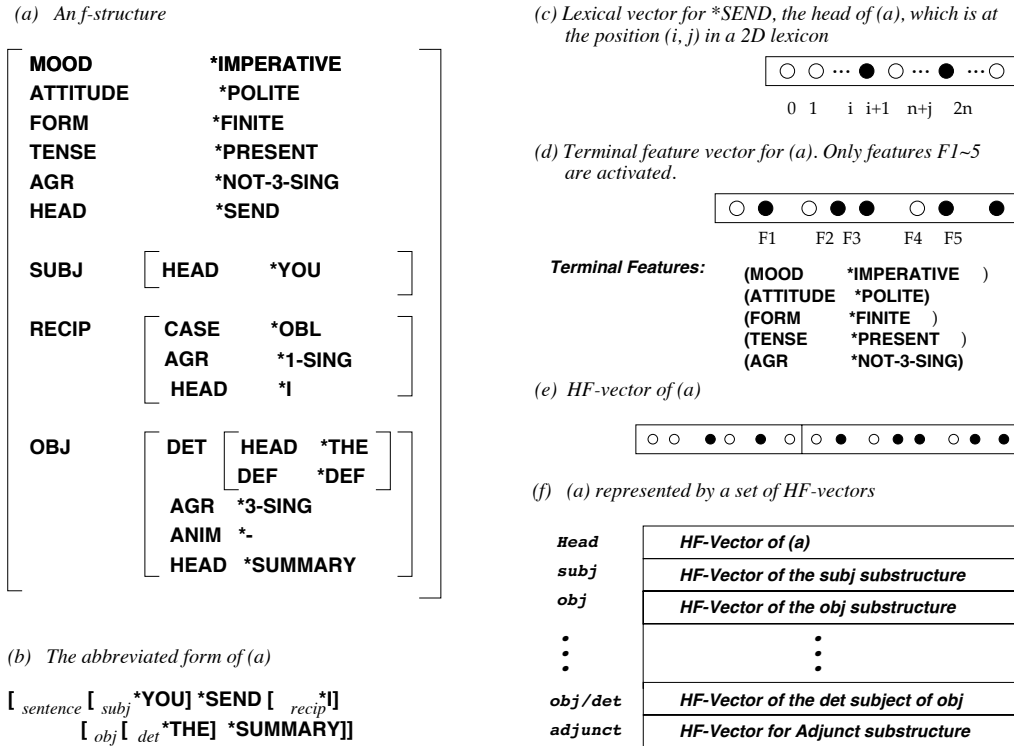 (a) An f-structure
MOOD *IMPERATIVE
ATTITUDE *POLITE
FORM *FINITE
TENSE *PRESENT
AGR *NOT-3-SING
HEAD *SEND
SUBJ HEAD *YOU
RECIP CASE *OBL
AGR *1-SING
HEAD *I
OBJ DET HEAD *THE
DEF *DEF
AGR *3-SING
ANIM *-
HEAD *SUMMARY
(b) The abbreviated form of (a)
[ sentence [ subj *YOU] *SEND [ recip *I]
[ obj [ det *THE] *SUMMARY]]
(c) Lexical vector for *SEND, the head of (a), which is at
the position (i, j) in a 2D lexicon
0 1 i i+1 n+j 2n
(d) Terminal feature vector for (a). Only features F1~5
are activated.
F1 F2 F3 F4 F5
Terminal Features:
(MOOD *IMPERATIVE )
(ATTITUDE *POLITE)
(FORM *FINITE )
(TENSE *PRESENT )
(AGR *NOT-3-SING)
(e) HF-vector of (a)
(f) (a) represented by a set of HF-vectors
Head HF-Vector of (a)
subj HF-Vector of the subj substructure
obj HF-Vector of the obj substructure
obj/det HF-Vector of the det subject of obj
adjunct HF-Vector for Adjunct substructure